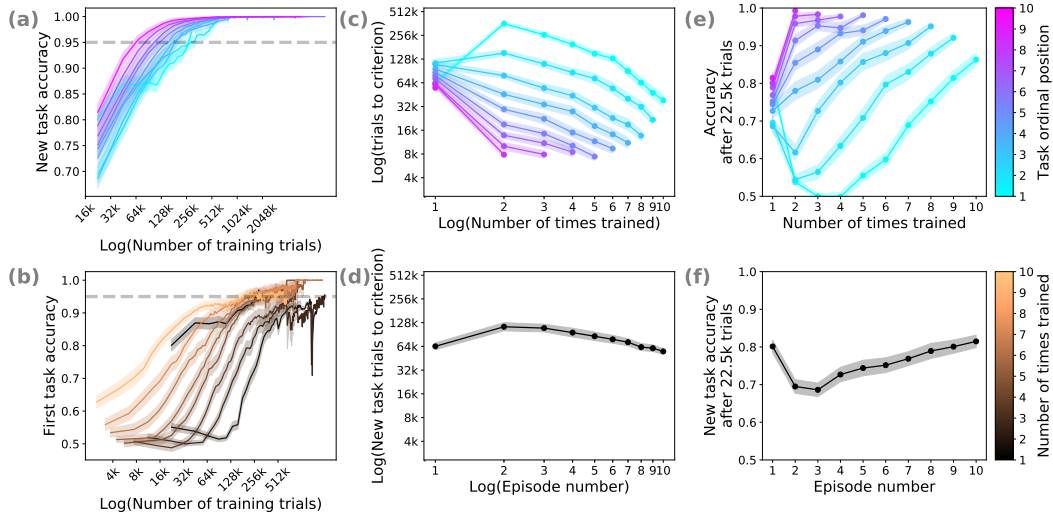 (a)
New task accuracy
1.00
0.95
0.90
0.85
0.80
0.75
0.70
16k
32k
64k
128k
256k
512k
1024k
2048k
Log(Number of training trials)
(c)
Log(trials to criterion)
512k
256k
128k
64k
32k
16k
8k
4k
1 2 3 4 5 6 7 8 9 10
Log(Number of times trained)
(e)
Accuracy
after 22.5k trials
1.0
0.9
0.8
0.7
0.6
0.5
1 2 3 4 5 6 7 8 9 10
Number of times trained
10
9
8
7
6
5
4
3
2
1
Task ordinal position
(b)
First task accuracy
1.0
0.9
0.8
0.7
0.6
0.5
4k
8k
16k
32k
64k
128k
256k
512k
Log(Number of training trials)
(d)
Log(New task trials to criterion)
512k
256k
128k
64k
32k
16k
8k
4k
1 2 3 4 5 6 7 8 9 10
Log(Episode number)
(f)
New task accuracy
after 22.5k trials
1.0
0.9
0.8
0.7
0.6
0.5
1 2 3 4 5 6 7 8 9 10
Episode number
10
9
8
7
6
5
4
3
2
1
Number of times trained